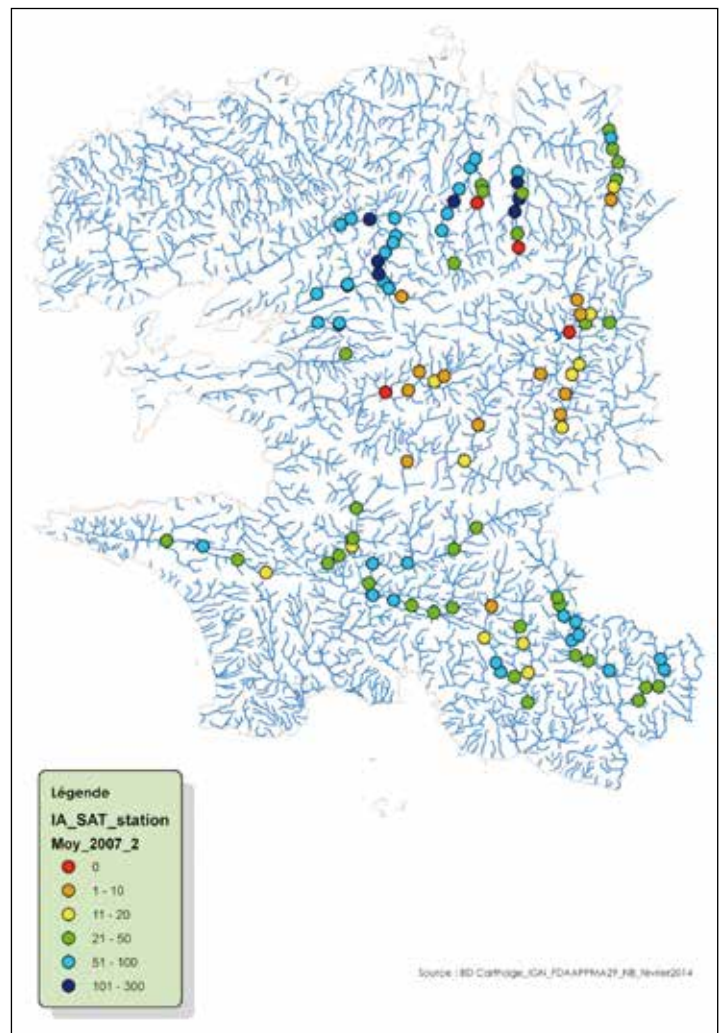 Légende
IA_SAT_station
Moy_2007_2
0
1 - 10
11 - 20
21 - 50
51 - 100
101 - 300
Source : BD Carthage_IGN_FDAAPPMA29_NB_février2014